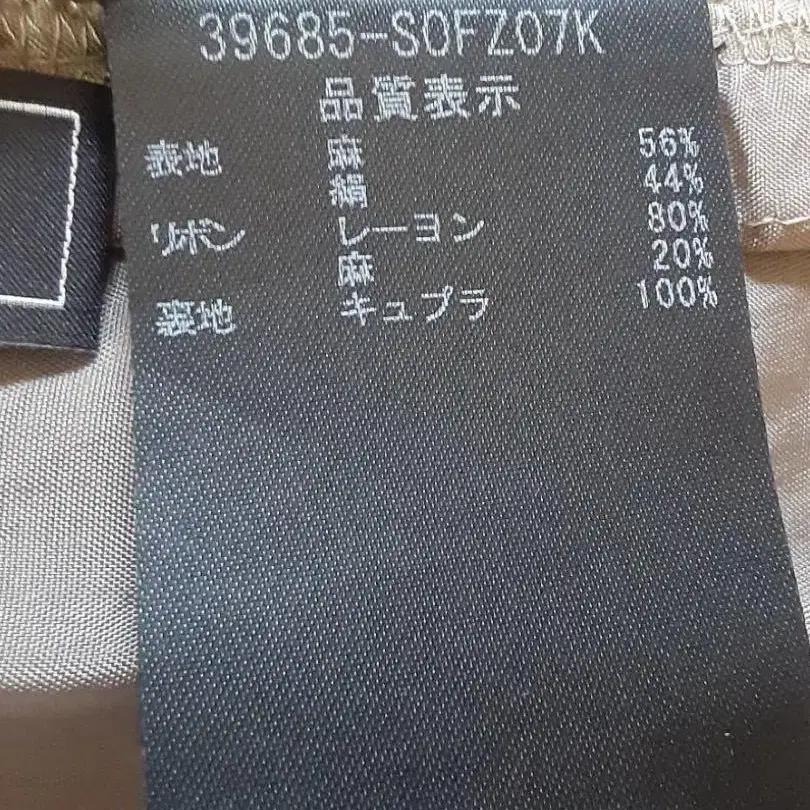 39685-S0FZ07K
品質表示
表地 麻 56%
絹 44%
リボン レーヨン 80%
麻 20%
裏地 キュプラ 100%